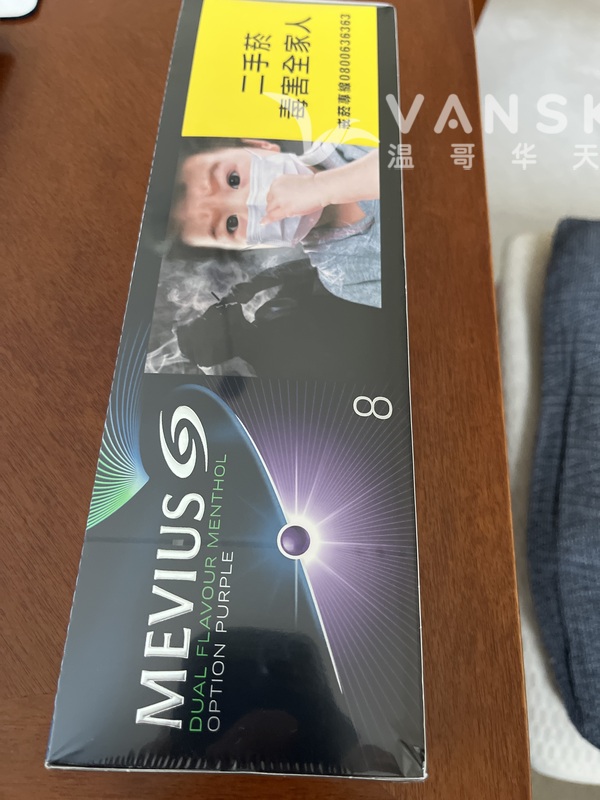 二手菸
毒害全家人
戒菸專線0800636363
VANSK
温哥华天
8
MEVIUS
DUAL FLAVOUR MENTHOL
OPTION PURPLE